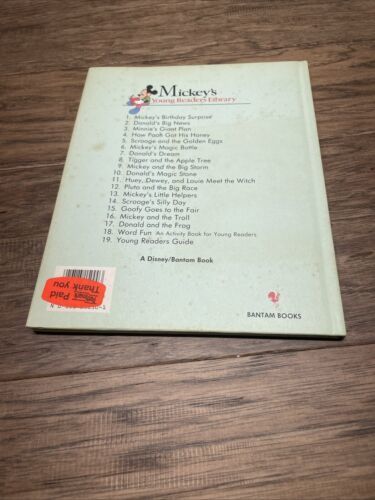 Mickey's
Young Readers Library
1. Mickey's Birthday Surprise
2. Donald's Big News
3. Minnie's Giant Plan
4. How Pooh Got His Honey
5. Scrooge and the Golden Eggs
6. Mickey's Magic Bottle
7. Donald's Dream
8. Tigger and the Apple Tree
9. Mickey and the Big Storm
10. Donald's Magic Stone
11. Huey, Dewey, and Louie Meet the Witch
12. Pluto and the Big Race
13. Mickey's Little Helpers
14. Scrooge's Silly Day
15. Goofy Goes to the Fair
16. Mickey and the Troll
17. Donald and the Frog
18. Word Fun An Activity Book for Young Readers
19. Young Readers Guide
A Disney/Bantam Book
Paid
Thank you
BANTAM BOOKS